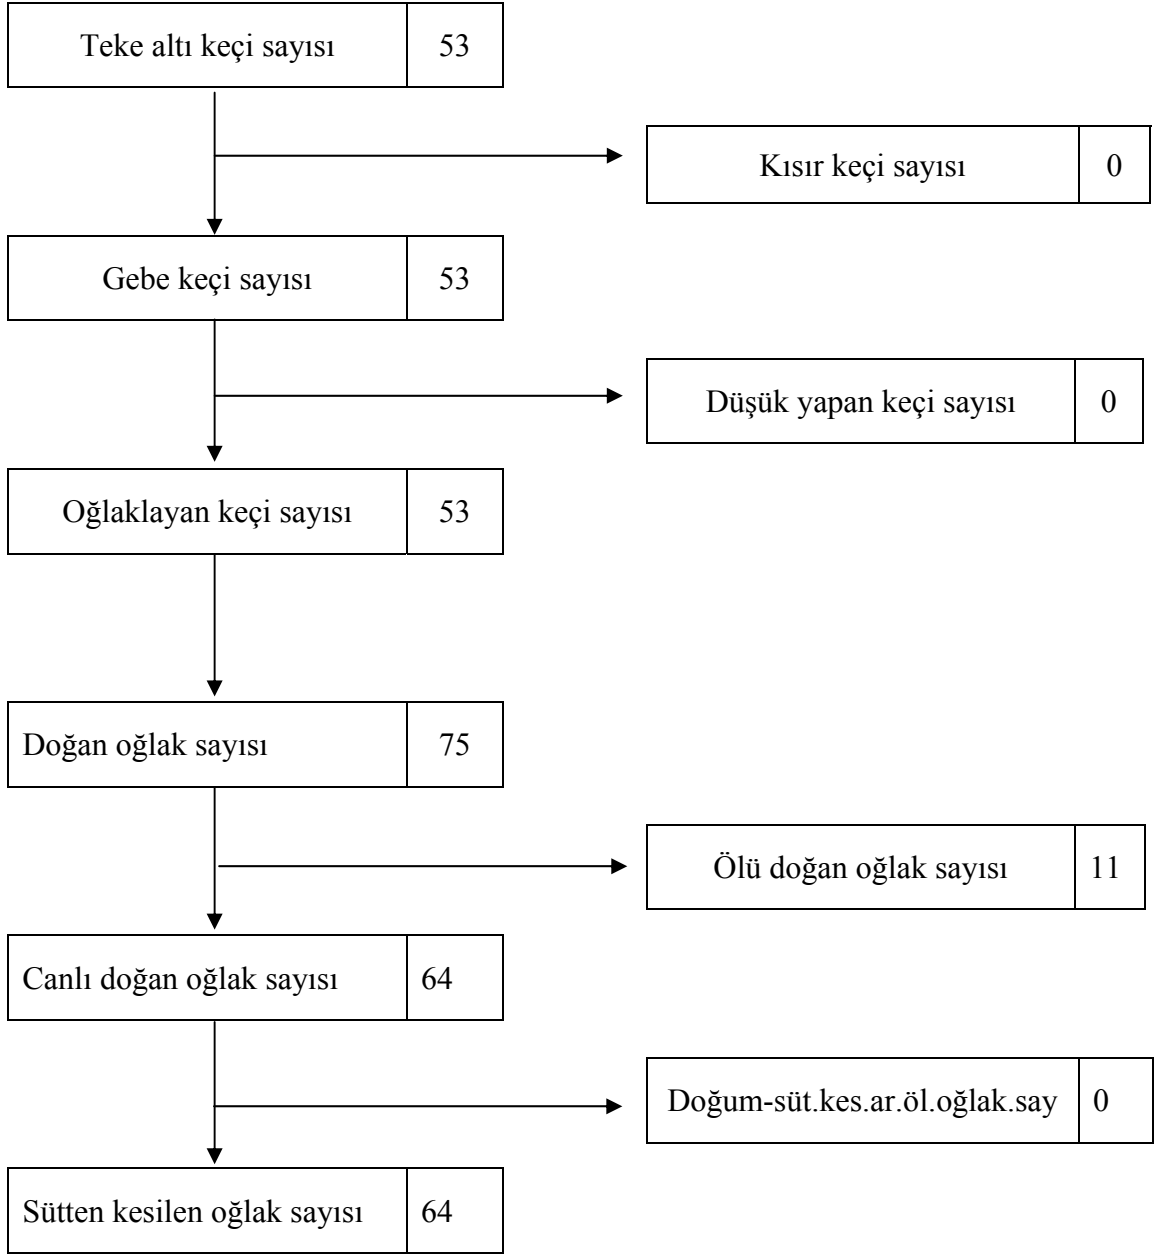 Teke altı keçi sayısı 53
Kısır keçi sayısı 0
Gebe keçi sayısı 53
Düşük yapan keçi sayısı 0
Oğlaklayan keçi sayısı 53
Doğan oğlak sayısı 75
Ölü doğan oğlak sayısı 11
Canlı doğan oğlak sayısı 64
Doğum-süt.kes.ar.öl.oğlak.say 0
Sütten kesilen oğlak sayısı 64